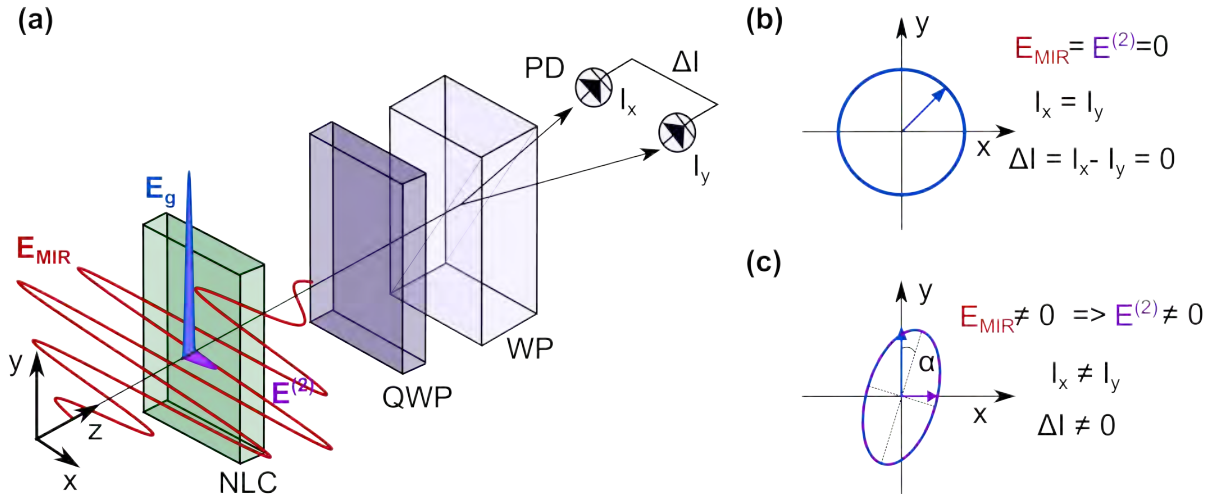 (a)
PD
ΔI
I_x
I_y
E_g
E_MIR
E^(2)
WP
QWP
NLC
y
z
x
(b)
y
x
E_MIR = E^(2) = 0
I_x = I_y
ΔI = I_x - I_y = 0
(c)
y
α
x
E_MIR ≠ 0 => E^(2) ≠ 0
I_x ≠ I_y
ΔI ≠ 0